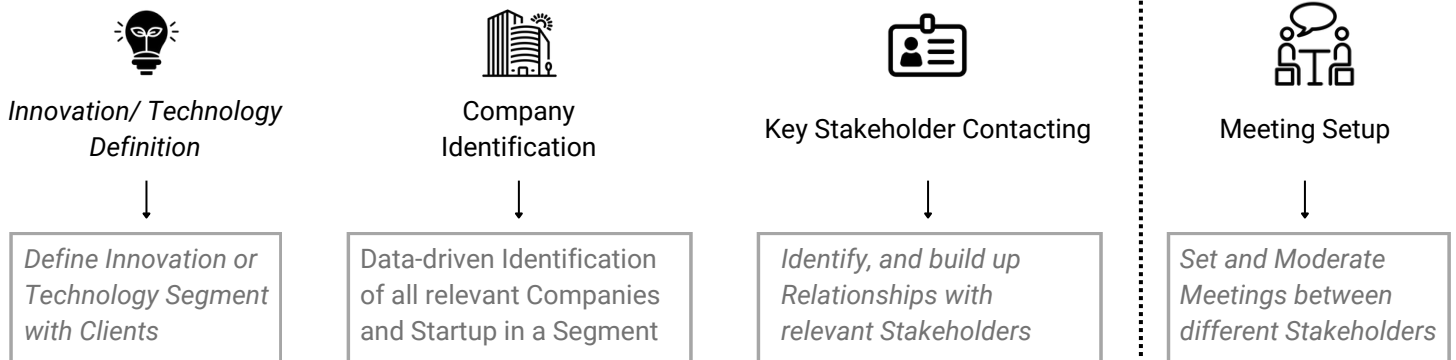 Innovation/ Technology
Definition
Company
Identification
Key Stakeholder Contacting
Meeting Setup
Define Innovation or
Technology Segment
with Clients
Data-driven Identification
of all relevant Companies
and Startup in a Segment
Identify, and build up
Relationships with
relevant Stakeholders
Set and Moderate
Meetings between
different Stakeholders